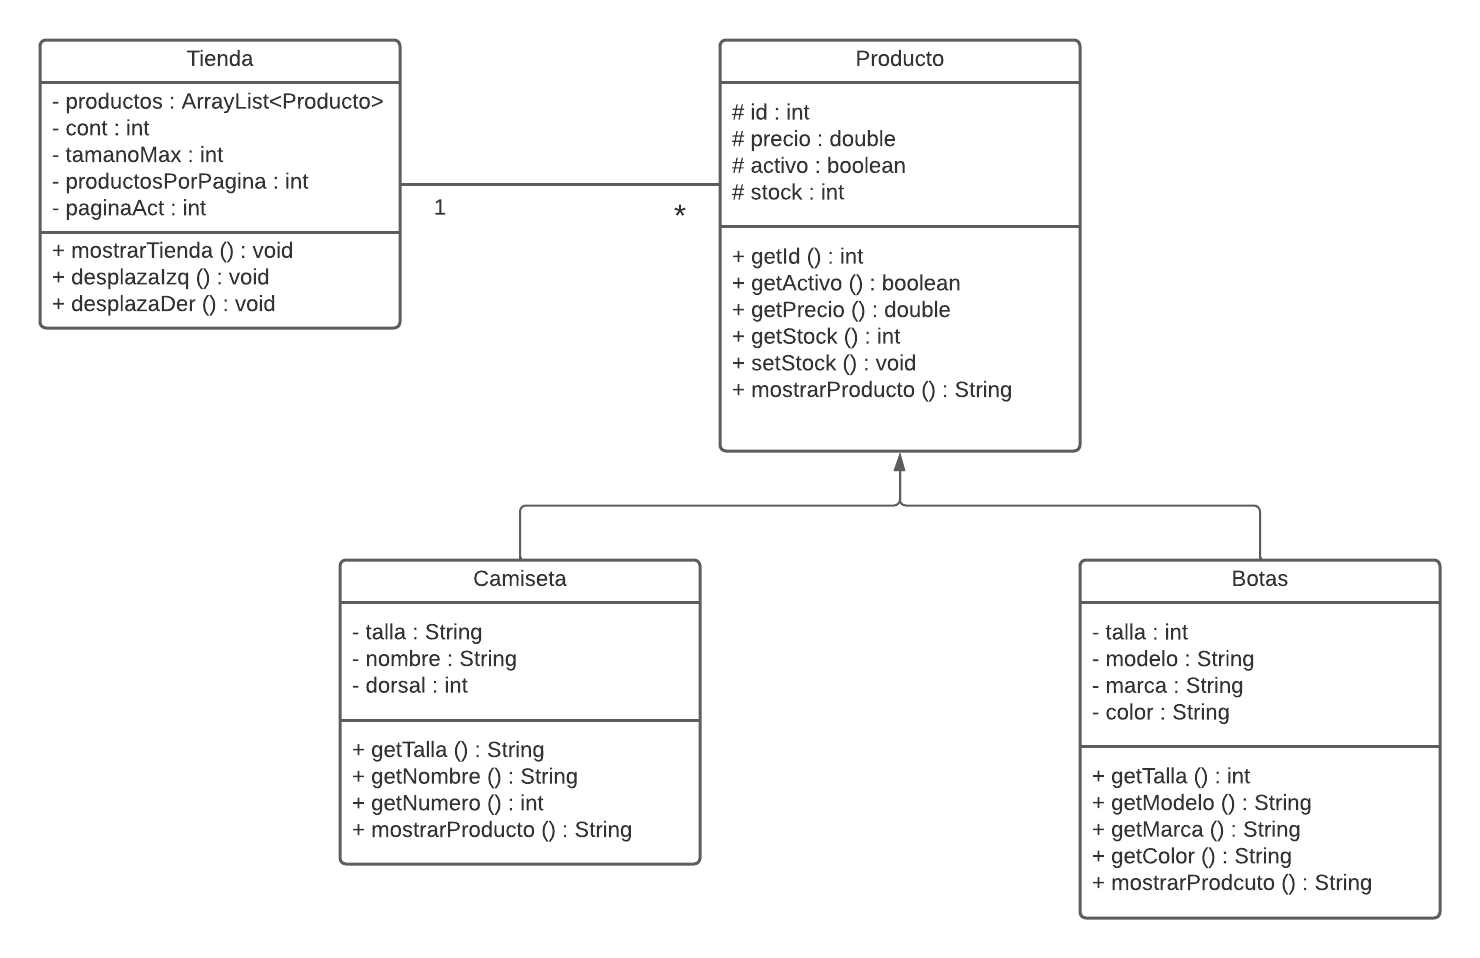 Tienda
- productos : ArrayList<Producto>
- cont : int
- tamanoMax : int
- productosPorPagina : int
- paginaAct : int
+ mostrarTienda () : void
+ desplazaIzq () : void
+ desplazaDer () : void
1
*
Producto
# id : int
# precio : double
# activo : boolean
# stock : int
+ getId () : int
+ getActivo () : boolean
+ getPrecio () : double
+ getStock () : int
+ setStock () : void
+ mostrarProducto () : String
Camiseta
- talla : String
- nombre : String
- dorsal : int
+ getTalla () : String
+ getNombre () : String
+ getNumero () : int
+ mostrarProducto () : String
Botas
- talla : int
- modelo : String
- marca : String
- color : String
+ getTalla () : int
+ getModelo () : String
+ getMarca () : String
+ getColor () : String
+ mostrarProdcuto () : String